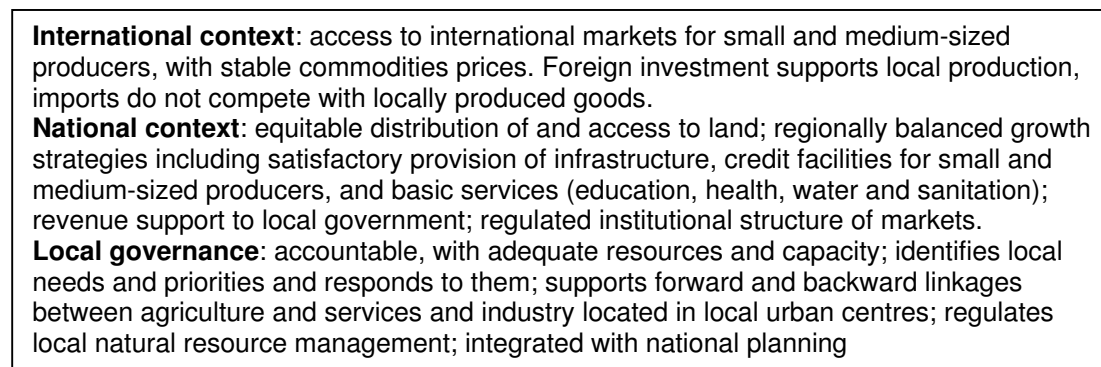 International context: access to international markets for small and medium-sized
producers, with stable commodities prices. Foreign investment supports local production,
imports do not compete with locally produced goods.
National context: equitable distribution of and access to land; regionally balanced growth
strategies including satisfactory provision of infrastructure, credit facilities for small and
medium-sized producers, and basic services (education, health, water and sanitation);
revenue support to local government; regulated institutional structure of markets.
Local governance: accountable, with adequate resources and capacity; identifies local
needs and priorities and responds to them; supports forward and backward linkages
between agriculture and services and industry located in local urban centres; regulates
local natural resource management; integrated with national planning